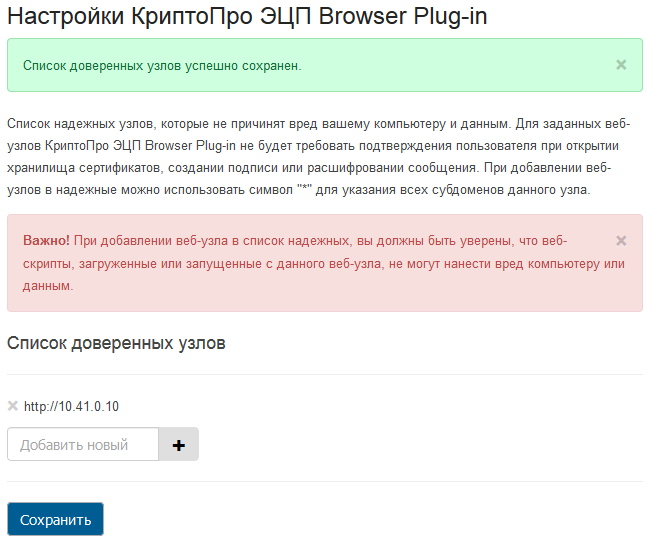 Настройки КриптоПро ЭЦП Browser Plug-in
Список доверенных узлов успешно сохранен.
×
Список надежных узлов, которые не причинят вред вашему компьютеру и данным. Для заданных веб-
узлов КриптоПро ЭЦП Browser Plug-in не будет требовать подтверждения пользователя при открытии
хранилища сертификатов, создании подписи или расшифровании сообщения. При добавлении веб-
узлов в надежные можно использовать символ "*" для указания всех субдоменов данного узла.
Важно! При добавлении веб-узла в список надежных, вы должны быть уверены, что веб-
×
скрипты, загруженные или запущенные с данного веб-узла, не могут нанести вред компьютеру или
данным.
Список доверенных узлов
× http://10.41.0.10
Добавить новый +
Сохранить